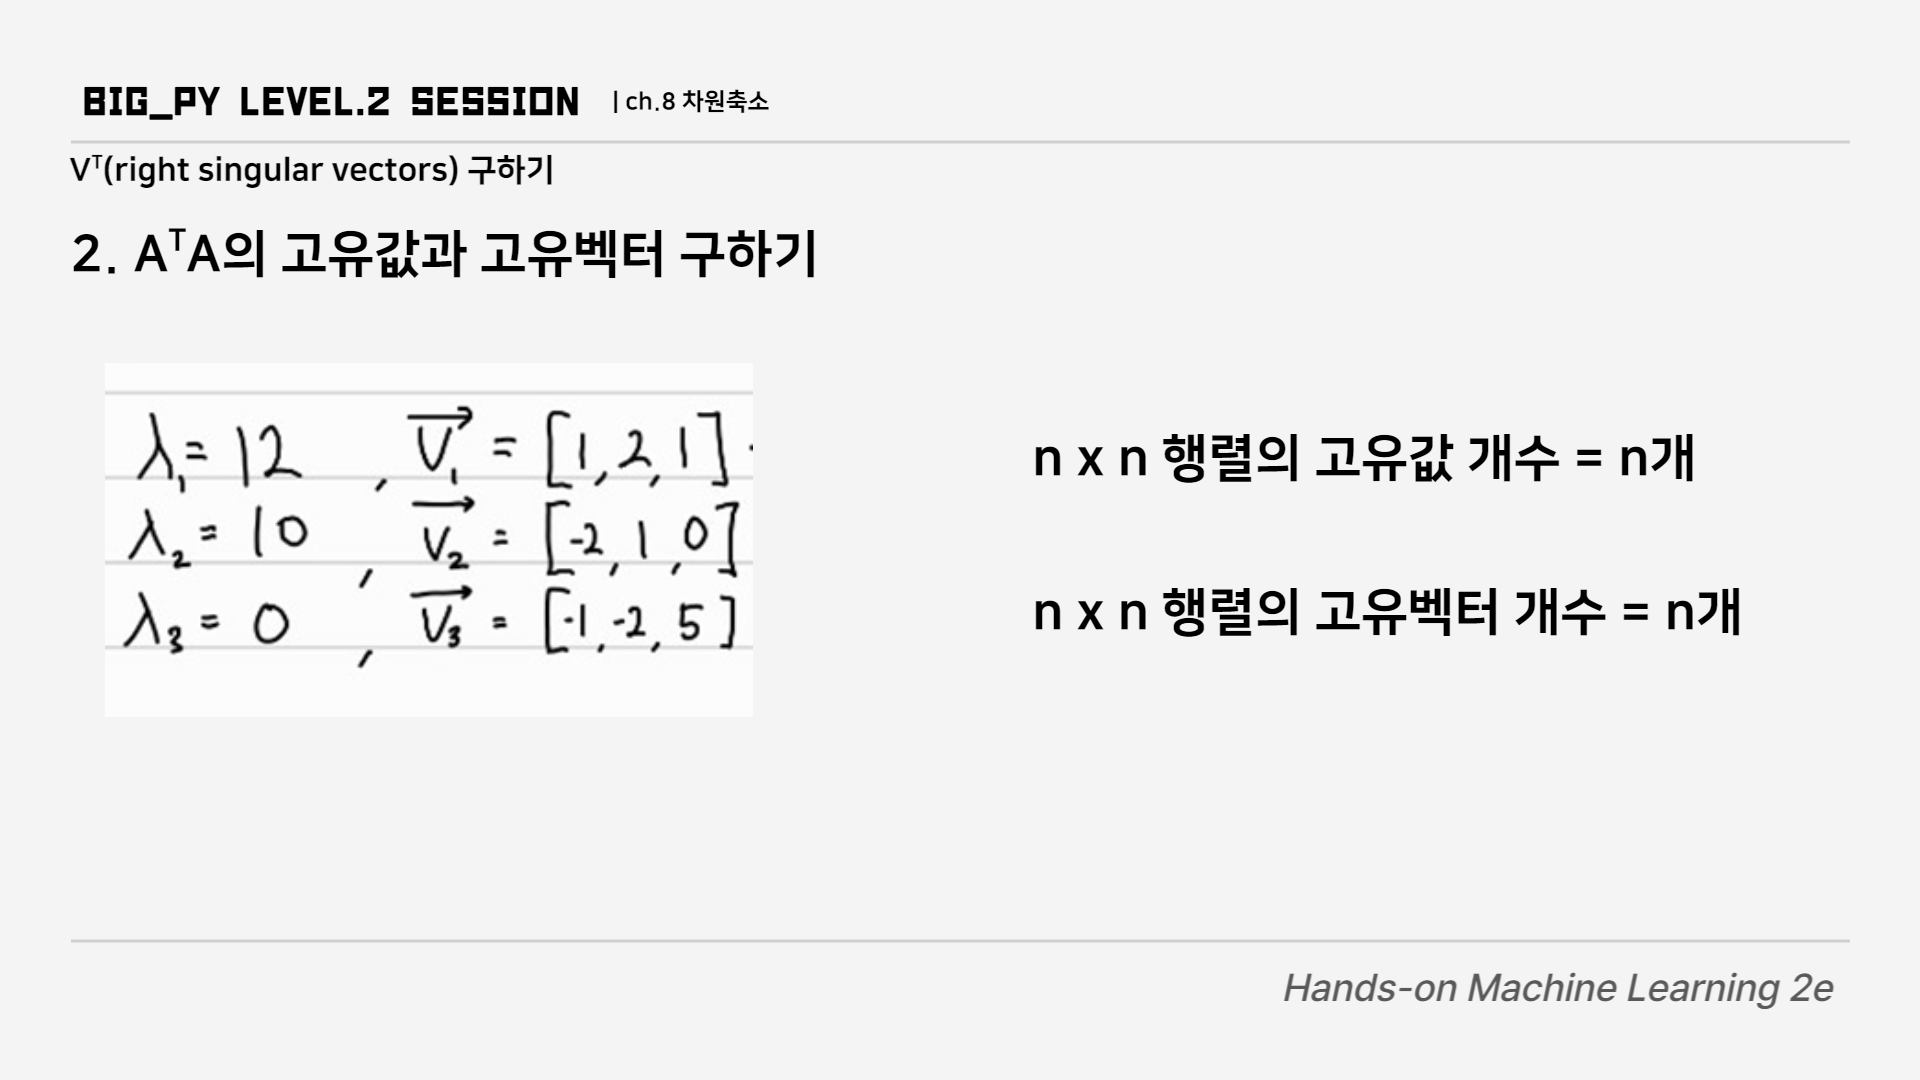 BIG_PY LEVEL.2 SESSION | ch.8 차원축소
Vᵀ(right singular vectors) 구하기
2. AᵀA의 고유값과 고유벡터 구하기
λ₁ = 12 , V₁ = [1, 2, 1]
λ₂ = 10 , V₂ = [-2, 1, 0]
λ₃ = 0 , V₃ = [-1, -2, 5]
n x n 행렬의 고유값 개수 = n개
n x n 행렬의 고유벡터 개수 = n개
Hands-on Machine Learning 2e